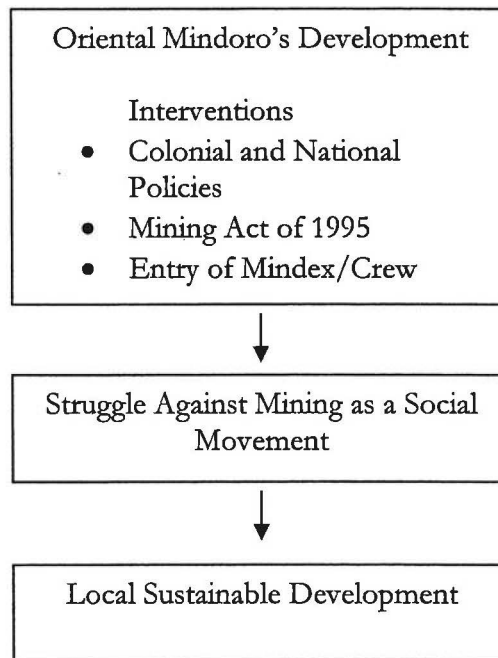 Oriental Mindoro's Development
Interventions
• Colonial and National
Policies
• Mining Act of 1995
• Entry of Mindex/Crew
Struggle Against Mining as a Social
Movement
Local Sustainable Development